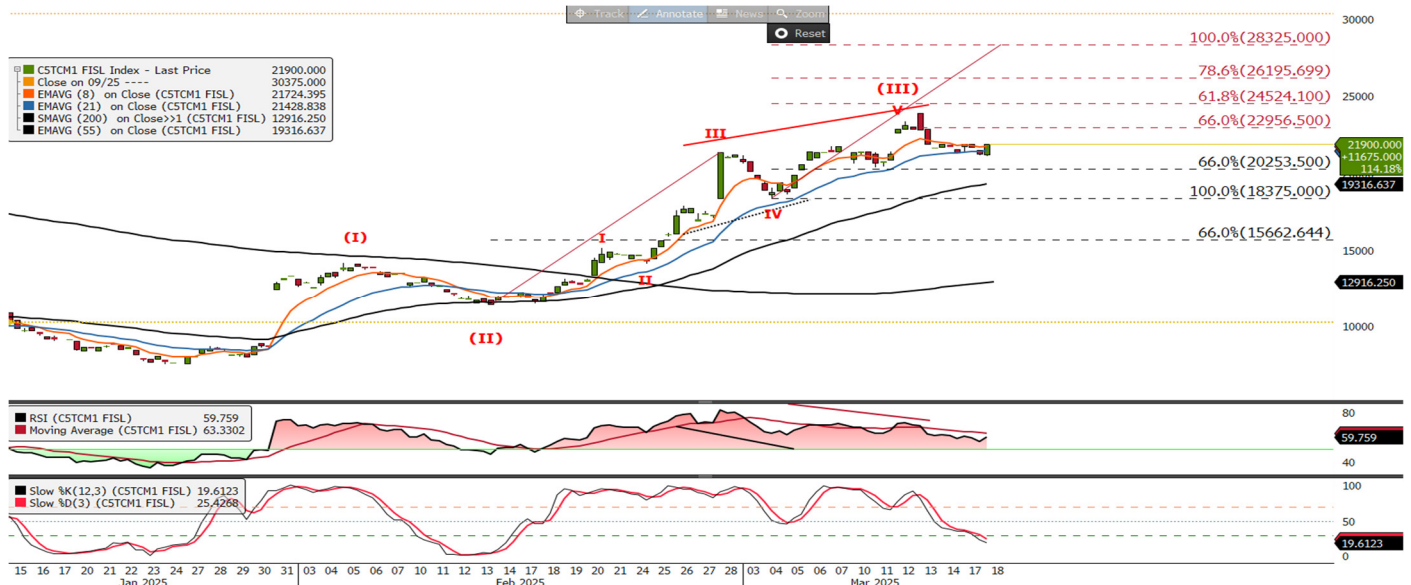 Track Annotate News Zoom
Reset
30000
C5TCM1 FISL Index - Last Price 21900.000
Close on 09/25 ---- 30375.000
EMAVG (8) on Close (C5TCM1 FISL) 21724.395
EMAVG (21) on Close (C5TCM1 FISL) 21428.838
SMAVG (200) on Close>>1 (C5TCM1 FISL) 12916.250
EMAVG (55) on Close (C5TCM1 FISL) 19316.637
100.0%(28325.000)
78.6%(26195.699)
(III)
25000
61.8%(24524.100)
V
66.0%(22956.500)
III
21900.000
+11675.000
114.18%
66.0%(20253.500)
19316.637
100.0%(18375.000)
IV
(I)
I
66.0%(15662.644)
15000
II
12916.250
(II)
10000
RSI (C5TCM1 FISL) 59.759
Moving Average (C5TCM1 FISL) 63.3302
80
59.759
40
Slow %K(12,3) (C5TCM1 FISL) 19.6123
Slow %D(3) (C5TCM1 FISL) 25.4268
100
50
19.6123
0
15 16 17 20 21 22 23 24 27 28 29 30 31 03 04 05 06 07 10 11 12 13 14 17 18 19 20 21 24 25 26 27 28 03 04 05 06 07 10 11 12 13 14 17 18
Jan 2025 Feb 2025 Mar 2025